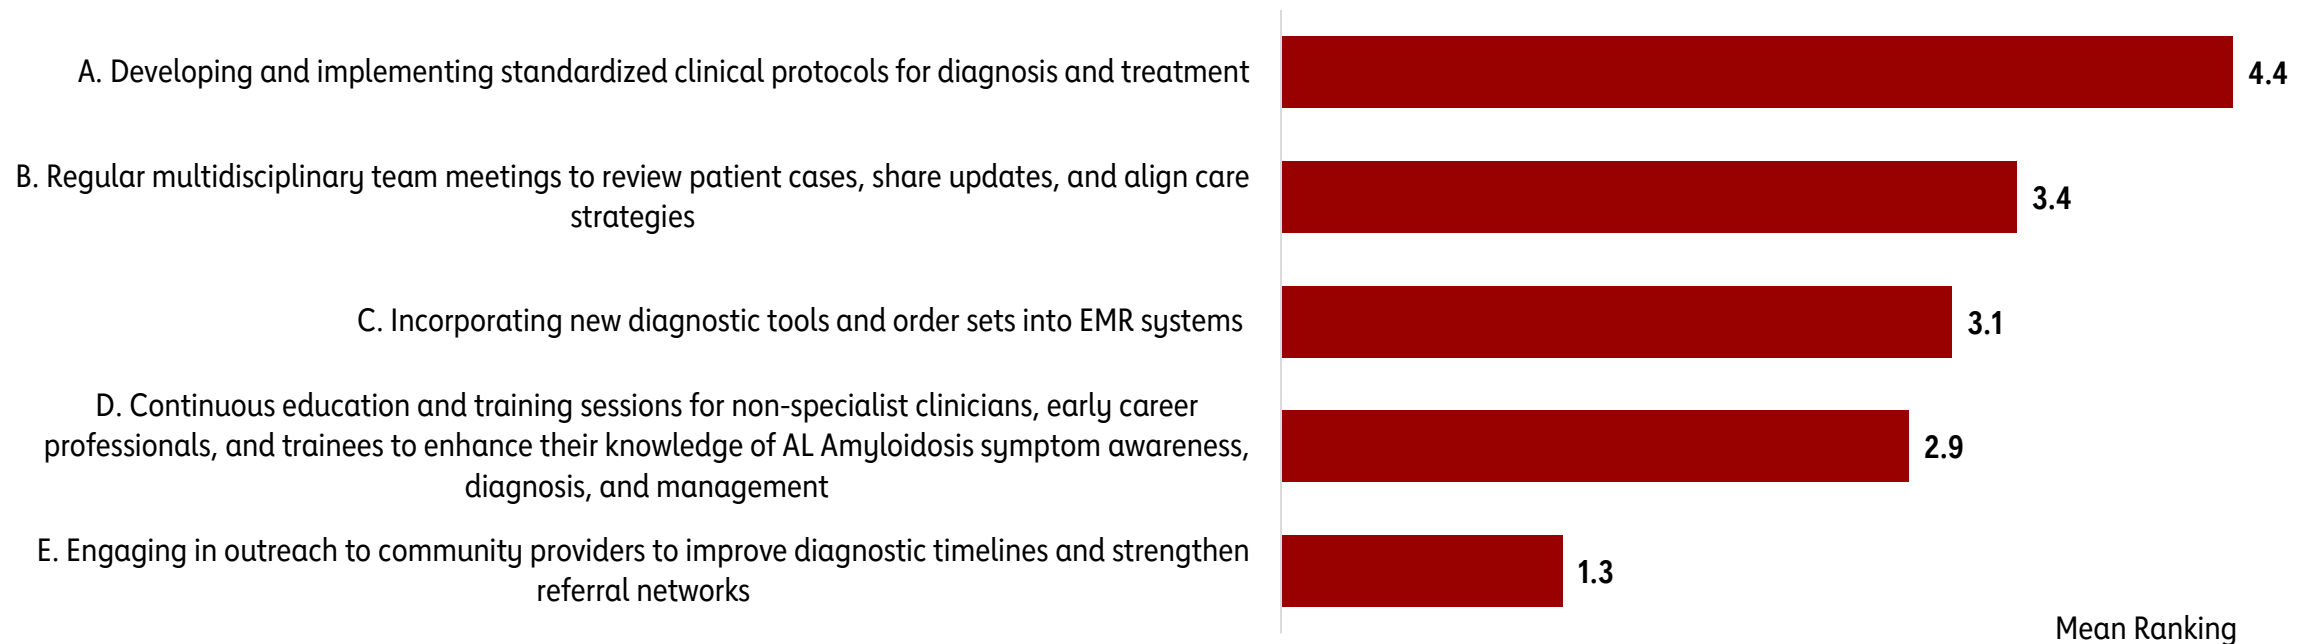 A. Developing and implementing standardized clinical protocols for diagnosis and treatment
4.4
B. Regular multidisciplinary team meetings to review patient cases, share updates, and align care
strategies
3.4
C. Incorporating new diagnostic tools and order sets into EMR systems
3.1
D. Continuous education and training sessions for non-specialist clinicians, early career
professionals, and trainees to enhance their knowledge of AL Amyloidosis symptom awareness,
diagnosis, and management
2.9
E. Engaging in outreach to community providers to improve diagnostic timelines and strengthen
referral networks
1.3
Mean Ranking